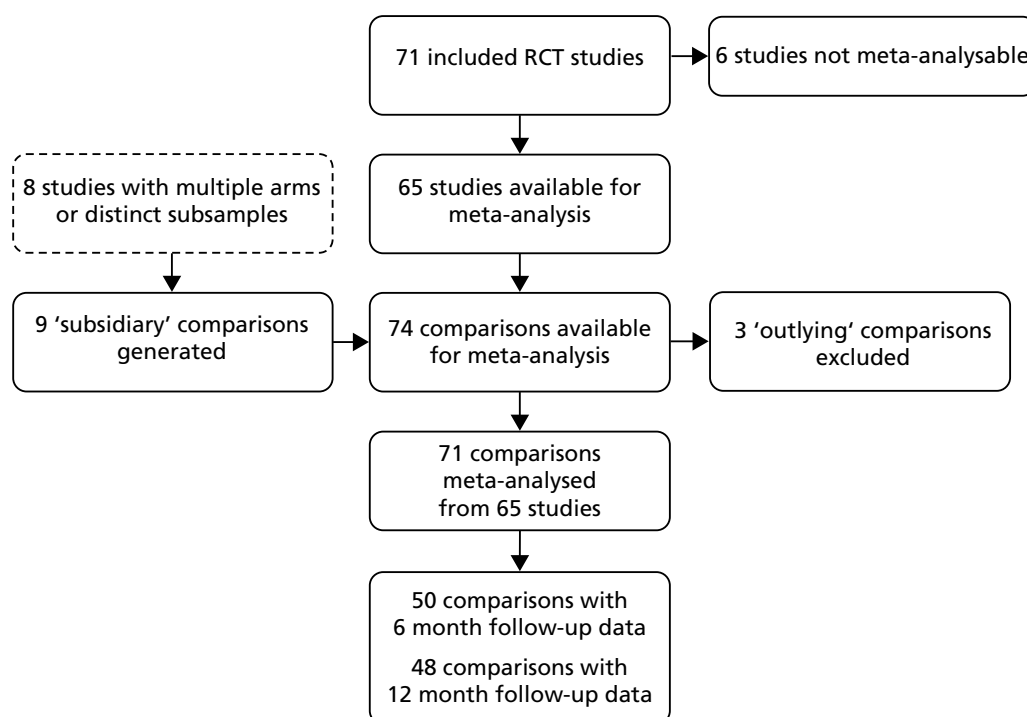 71 included RCT studies
6 studies not meta-analysable
8 studies with multiple arms
or distinct subsamples
65 studies available for
meta-analysis
9 ‘subsidiary’ comparisons
generated
74 comparisons available
for meta-analysis
3 ‘outlying‘ comparisons
excluded
71 comparisons
meta-analysed
from 65 studies
50 comparisons with
6 month follow-up data
48 comparisons with
12 month follow-up data